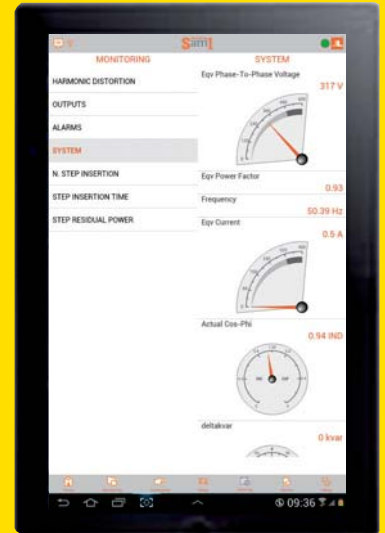 Sam1
MONITORING
HARMONIC DISTORTION
OUTPUTS
ALARMS
SYSTEM
N. STEP INSERTION
STEP INSERTION TIME
STEP RESIDUAL POWER
SYSTEM
Eqv Phase-To-Phase Voltage
317 V
Eqv Power Factor
0.93
Frequency
50.39 Hz
Eqv Current
0.5 A
Actual Cos-Phi
0.94 IND
deltakvar
0 kvar
09:36